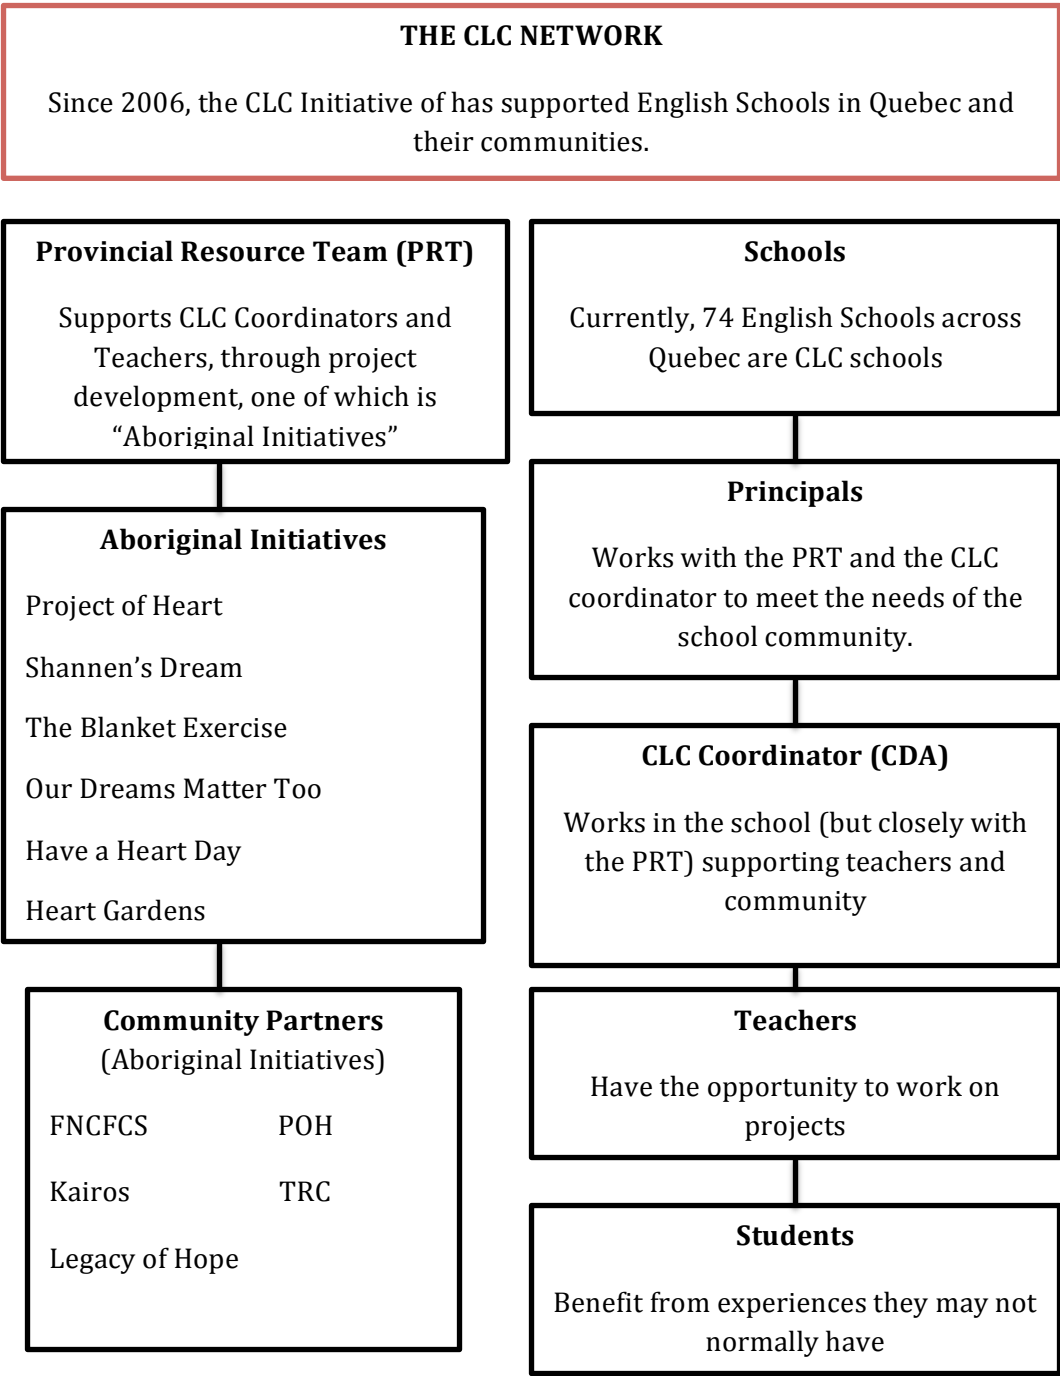 THE CLC NETWORK
Since 2006, the CLC Initiative of has supported English Schools in Quebec and
their communities.
Provincial Resource Team (PRT)
Supports CLC Coordinators and
Teachers, through project
development, one of which is
“Aboriginal Initiatives”
Aboriginal Initiatives
Project of Heart
Shannen’s Dream
The Blanket Exercise
Our Dreams Matter Too
Have a Heart Day
Heart Gardens
Community Partners
(Aboriginal Initiatives)
FNCFCS POH
Kairos TRC
Legacy of Hope
Schools
Currently, 74 English Schools across
Quebec are CLC schools
Principals
Works with the PRT and the CLC
coordinator to meet the needs of the
school community.
CLC Coordinator (CDA)
Works in the school (but closely with
the PRT) supporting teachers and
community
Teachers
Have the opportunity to work on
projects
Students
Benefit from experiences they may not
normally have